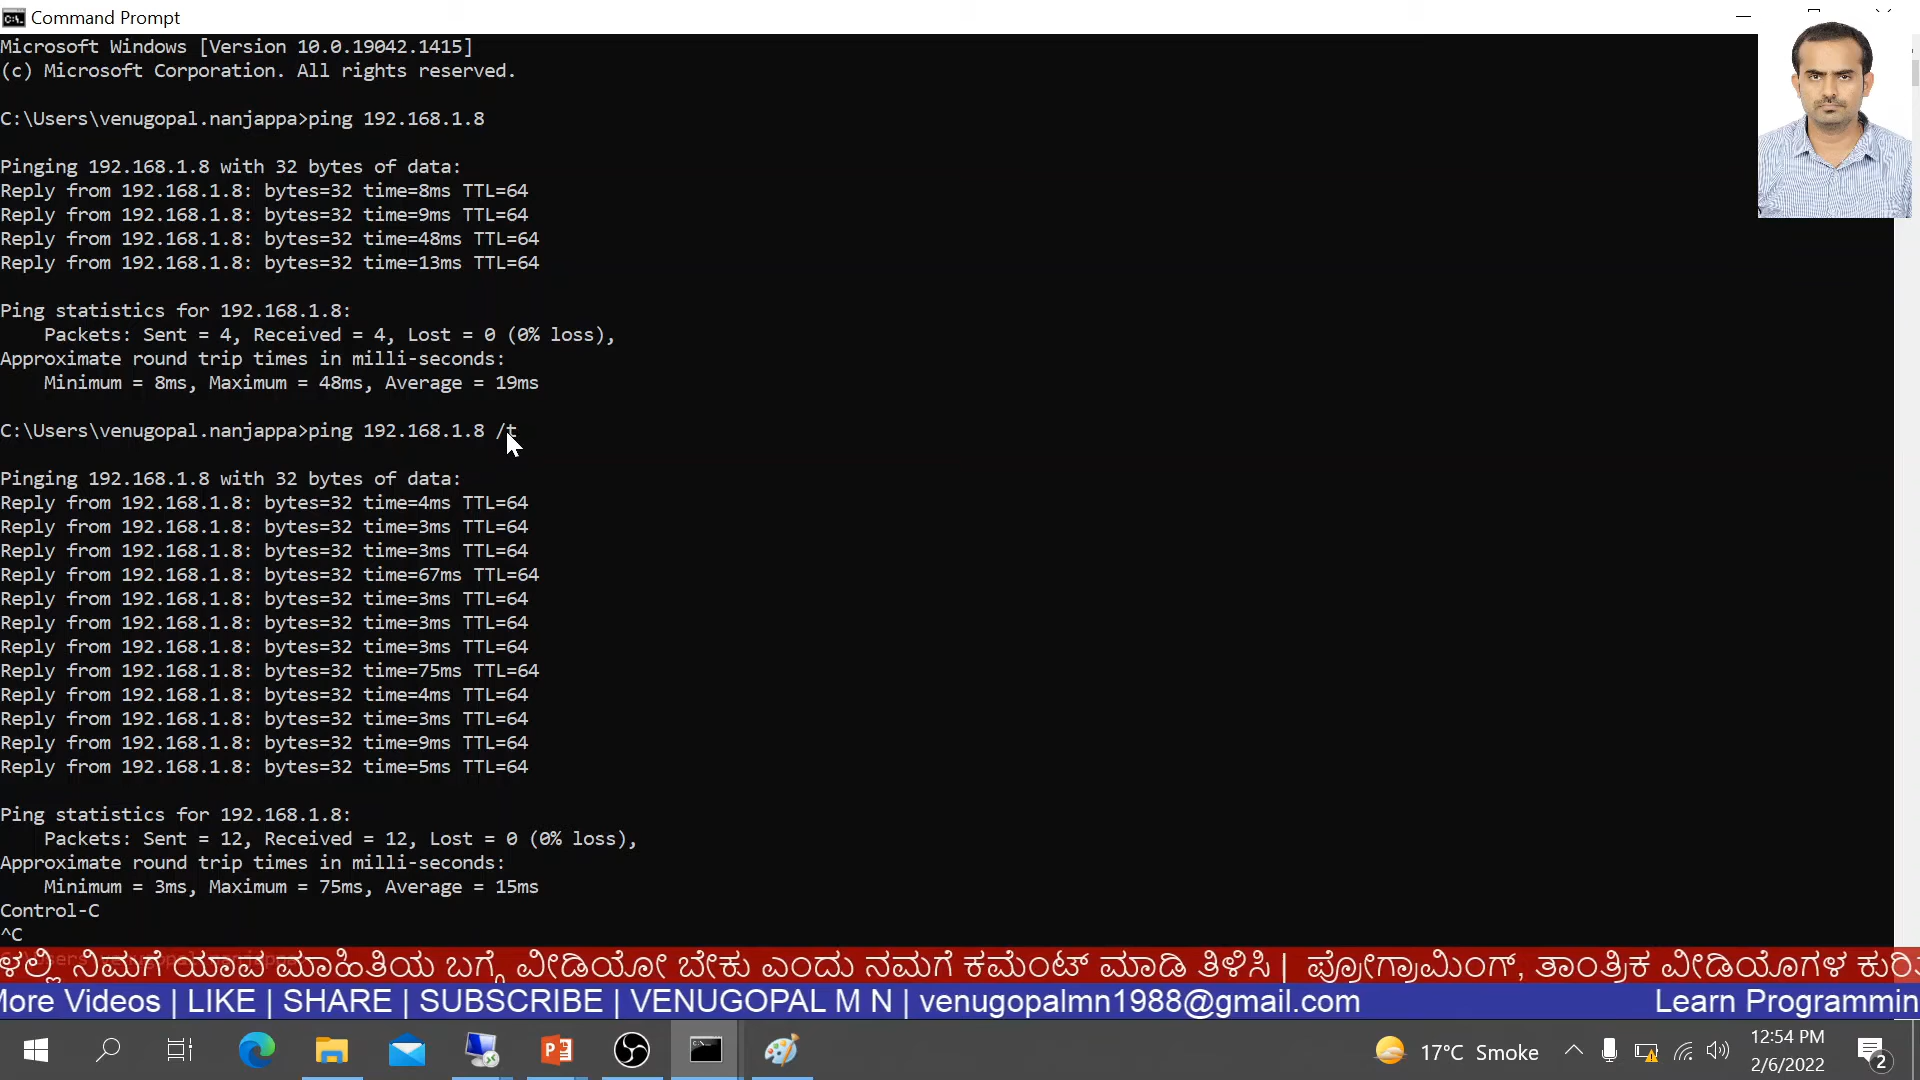 Command Prompt
Microsoft Windows [Version 10.0.19042.1415]
(c) Microsoft Corporation. All rights reserved.
C:\Users\venugopal.nanjappa>ping 192.168.1.8
Pinging 192.168.1.8 with 32 bytes of data:
Reply from 192.168.1.8: bytes=32 time=8ms TTL=64
Reply from 192.168.1.8: bytes=32 time=9ms TTL=64
Reply from 192.168.1.8: bytes=32 time=48ms TTL=64
Reply from 192.168.1.8: bytes=32 time=13ms TTL=64
Ping statistics for 192.168.1.8:
Packets: Sent = 4, Received = 4, Lost = 0 (0% loss),
Approximate round trip times in milli-seconds:
Minimum = 8ms, Maximum = 48ms, Average = 19ms
C:\Users\venugopal.nanjappa>ping 192.168.1.8 /t
Pinging 192.168.1.8 with 32 bytes of data:
Reply from 192.168.1.8: bytes=32 time=4ms TTL=64
Reply from 192.168.1.8: bytes=32 time=3ms TTL=64
Reply from 192.168.1.8: bytes=32 time=3ms TTL=64
Reply from 192.168.1.8: bytes=32 time=67ms TTL=64
Reply from 192.168.1.8: bytes=32 time=3ms TTL=64
Reply from 192.168.1.8: bytes=32 time=3ms TTL=64
Reply from 192.168.1.8: bytes=32 time=3ms TTL=64
Reply from 192.168.1.8: bytes=32 time=75ms TTL=64
Reply from 192.168.1.8: bytes=32 time=4ms TTL=64
Reply from 192.168.1.8: bytes=32 time=3ms TTL=64
Reply from 192.168.1.8: bytes=32 time=9ms TTL=64
Reply from 192.168.1.8: bytes=32 time=5ms TTL=64
Ping statistics for 192.168.1.8:
Packets: Sent = 12, Received = 12, Lost = 0 (0% loss),
Approximate round trip times in milli-seconds:
Minimum = 3ms, Maximum = 75ms, Average = 15ms
Control-C
^C
ಳಲ್ಲಿ ನಿಮಗೆ ಯಾವ ಮಾಹಿತಿಯ ಬಗ್ಗೆ ವೀಡಿಯೋ ಬೇಕು ಎಂದು ನಮಗೆ ಕಮೆಂಟ್ ಮಾಡಿ ತಿಳಿಸಿ | ಪ್ರೋಗ್ರಾಮಿಂಗ್, ತಾಂತ್ರಿಕ ವೀಡಿಯೊಗಳ
More Videos | LIKE | SHARE | SUBSCRIBE | VENUGOPAL M N | venugopalmn1988@gmail.com Learn Programmin
17°C Smoke
12:54 PM
2/6/2022
2